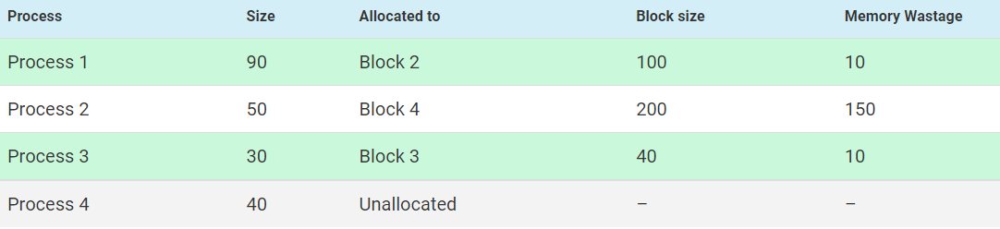 Process Size Allocated to Block size Memory Wastage
Process 1 90 Block 2 100 10
Process 2 50 Block 4 200 150
Process 3 30 Block 3 40 10
Process 4 40 Unallocated – –